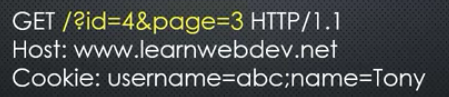 GET /?id=4&page=3 HTTP/1.1
Host: www.learnwebdev.net
Cookie: username=abc;name=Tony